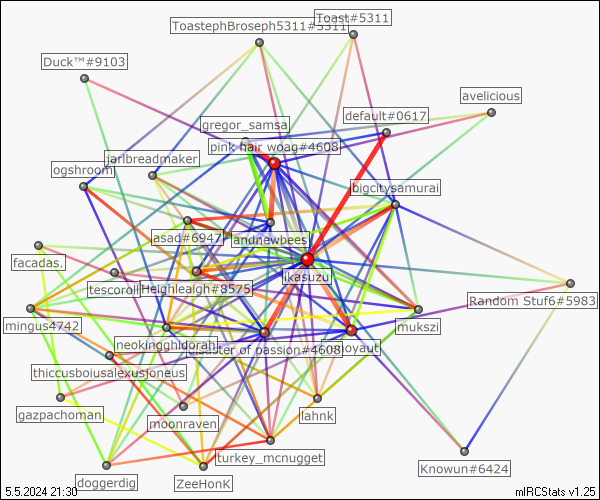 Toast#5311
ToastephBroseph5311#5311
Duck™#9103
avelicious
default#0617
gregor_samsa
pink hair woag#4608
jarlbreadmaker
ogshroom
bigcitysamurai
asad#6947
andnewbees
facadas.
ikasuzu
tescoroll
Heighleaigh#8575
Random Stuf6#5983
mingus4742
mukszi
neokingghidorah
disaster of passion#4608
thiccusboiusalexusjoneus
gazpachoman
lahnk
moonraven
turkey_mcnugget
Knowun#6424
doggerdig
ZeeHonK
5.5.2024 21:30
mIRCStats v1.25